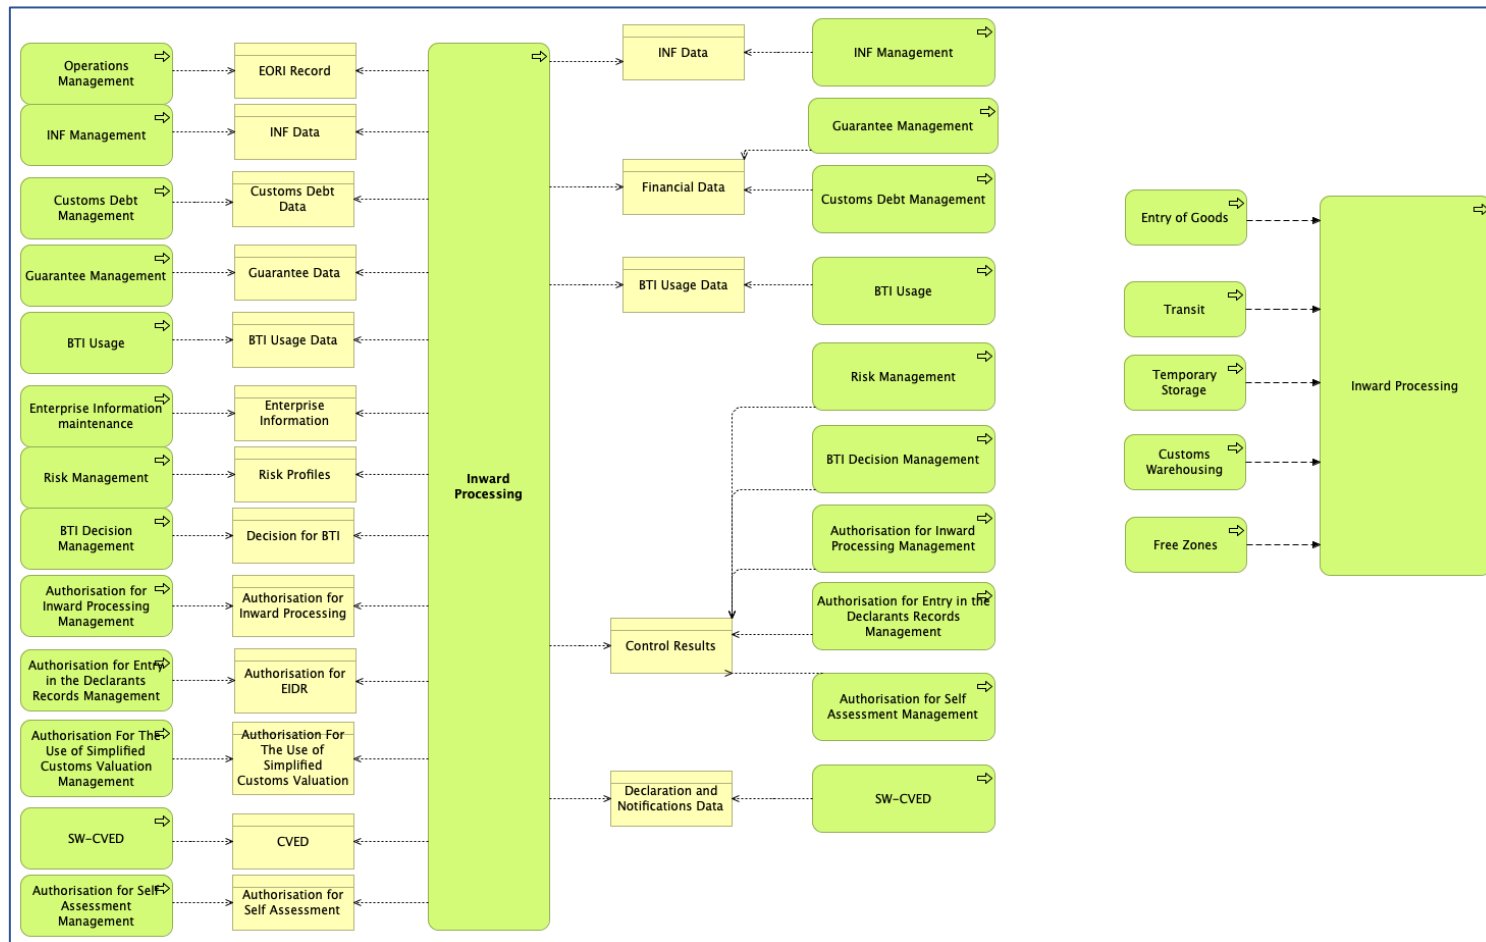 Operations
Management
EORI Record
INF Management
INF Data
Customs Debt
Management
Customs Debt
Data
Guarantee Management
Guarantee Data
BTI Usage
BTI Usage Data
Enterprise Information
maintenance
Enterprise
Information
Risk Management
Risk Profiles
BTI Decision
Management
Decision for BTI
Authorisation for
Inward Processing
Management
Authorisation for
Inward Processing
Authorisation for Entry
in the Declarants
Records Management
Authorisation for
EIDR
Authorisation For The
Use of Simplified
Customs Valuation
Management
Authorisation For
The Use of
Simplified
Customs Valuation
SW-CVED
CVED
Authorisation for Self
Assessment
Management
Authorisation for
Self Assessment
Inward
Processing
INF Data
INF Management
Guarantee Management
Financial Data
Customs Debt Management
BTI Usage Data
BTI Usage
Risk Management
BTI Decision Management
Authorisation for Inward
Processing Management
Authorisation for Entry in the
Declarants Records
Management
Control Results
Authorisation for Self
Assessment Management
Declaration and
Notifications Data
SW-CVED
Entry of Goods
Transit
Temporary
Storage
Customs
Warehousing
Free Zones
Inward Processing